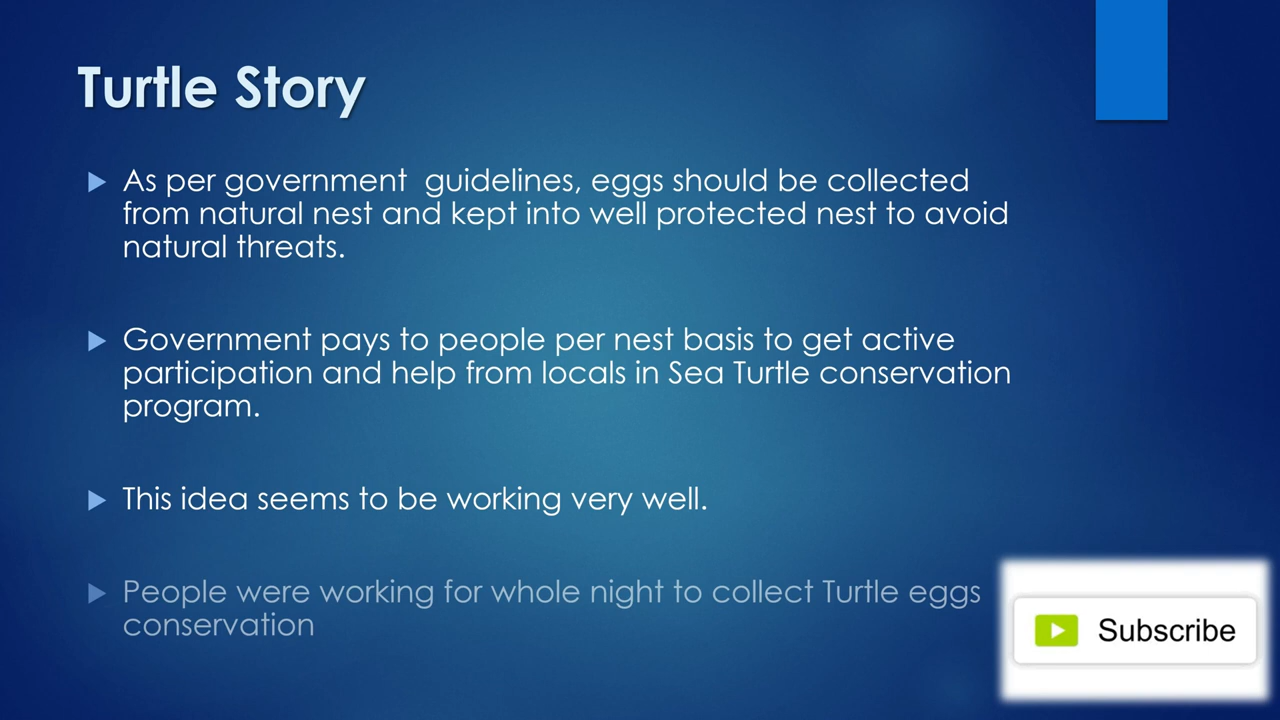 Turtle Story
As per government  guidelines, eggs should be collected
from natural nest and kept into well protected nest to avoid
natural threats.
Government pays to people per nest basis to get active
participation and help from locals in Sea Turtle conservation
program.
This idea seems to be working very well.
People were working for whole night to collect Turtle eggs
conservation
Subscribe